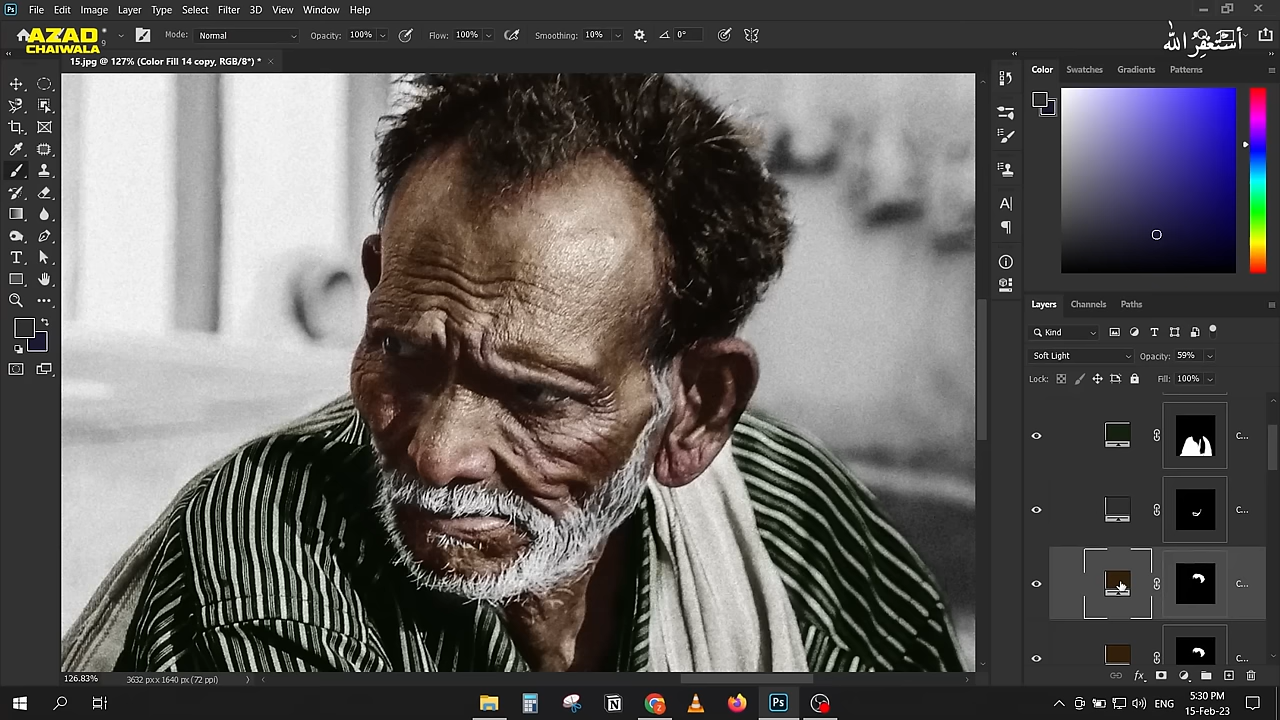 File Edit Image Layer Type Select Filter 3D View Window Help
AZAD
CHAIWALA
أستغفر الله
Mode: Normal Opacity: 100% Flow: 100% Smoothing: 10% 0°
15.jpg @ 127% (Color Fill 14 copy, RGB/8*) *
Color Swatches Gradients Patterns
Layers Channels Paths
Kind
Soft Light Opacity: 59%
Lock: Fill: 100%
C...
C...
C...
C...
126.83% 3632 px x 1640 px (72 ppi)
ENG
5:30 PM
15-Feb-23